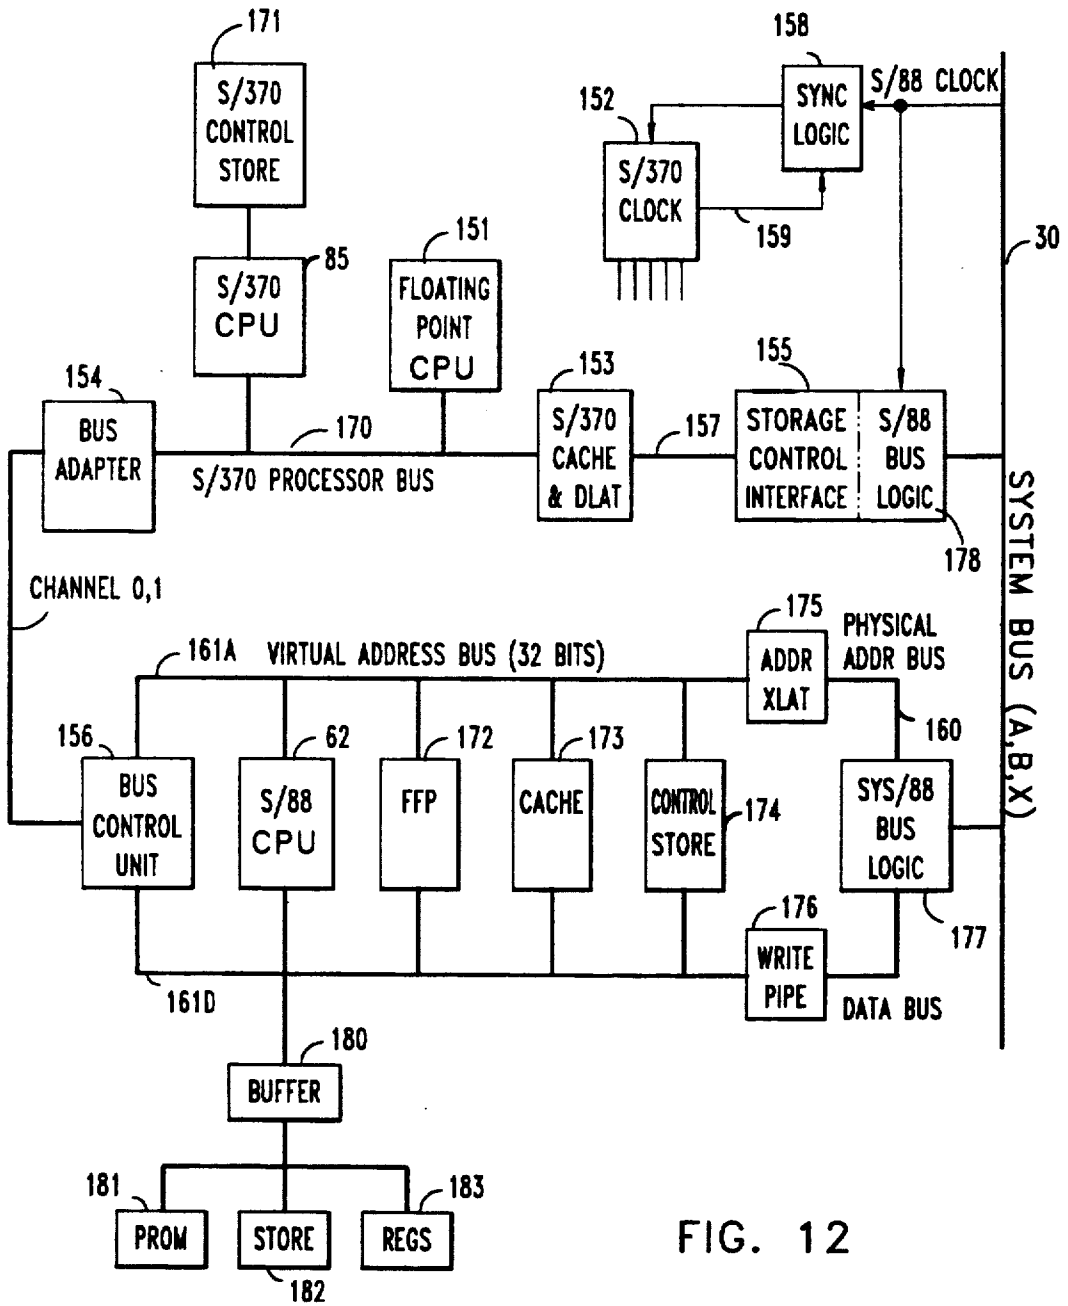 171
S/370
CONTROL
STORE
158
SYNC
LOGIC
S/88 CLOCK
152
S/370
CLOCK
159
30
85
S/370
CPU
151
FLOATING
POINT
CPU
154
BUS
ADAPTER
170
S/370 PROCESSOR BUS
153
S/370
CACHE
& DLAT
157
155
STORAGE
CONTROL
INTERFACE
S/88
BUS
LOGIC
178
SYSTEM BUS (A,B,X)
CHANNEL 0,1
161A
VIRTUAL ADDRESS BUS (32 BITS)
175
ADDR
XLAT
PHYSICAL
ADDR BUS
160
156
BUS
CONTROL
UNIT
62
S/88
CPU
172
FFP
173
CACHE
CONTROL
STORE
174
SYS/88
BUS
LOGIC
177
176
WRITE
PIPE
DATA BUS
161D
180
BUFFER
181
PROM
STORE
182
183
REGS
FIG. 12